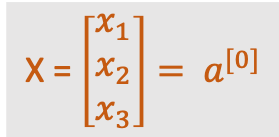 X = [x₁ x₂ x₃] = a^[0]